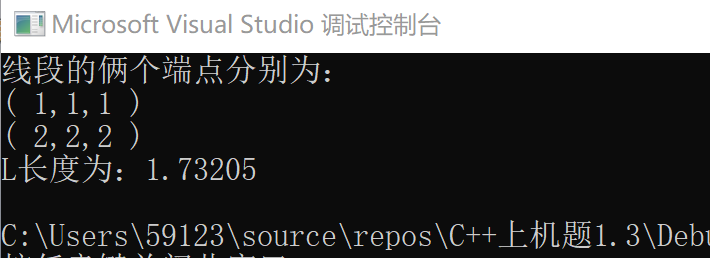 Microsoft Visual Studio 调试控制台
线段的俩个端点分别为：
( 1,1,1 )
( 2,2,2 )
L长度为：1.73205
C:\Users\59123\source\repos\C++上机题1.3\Debu